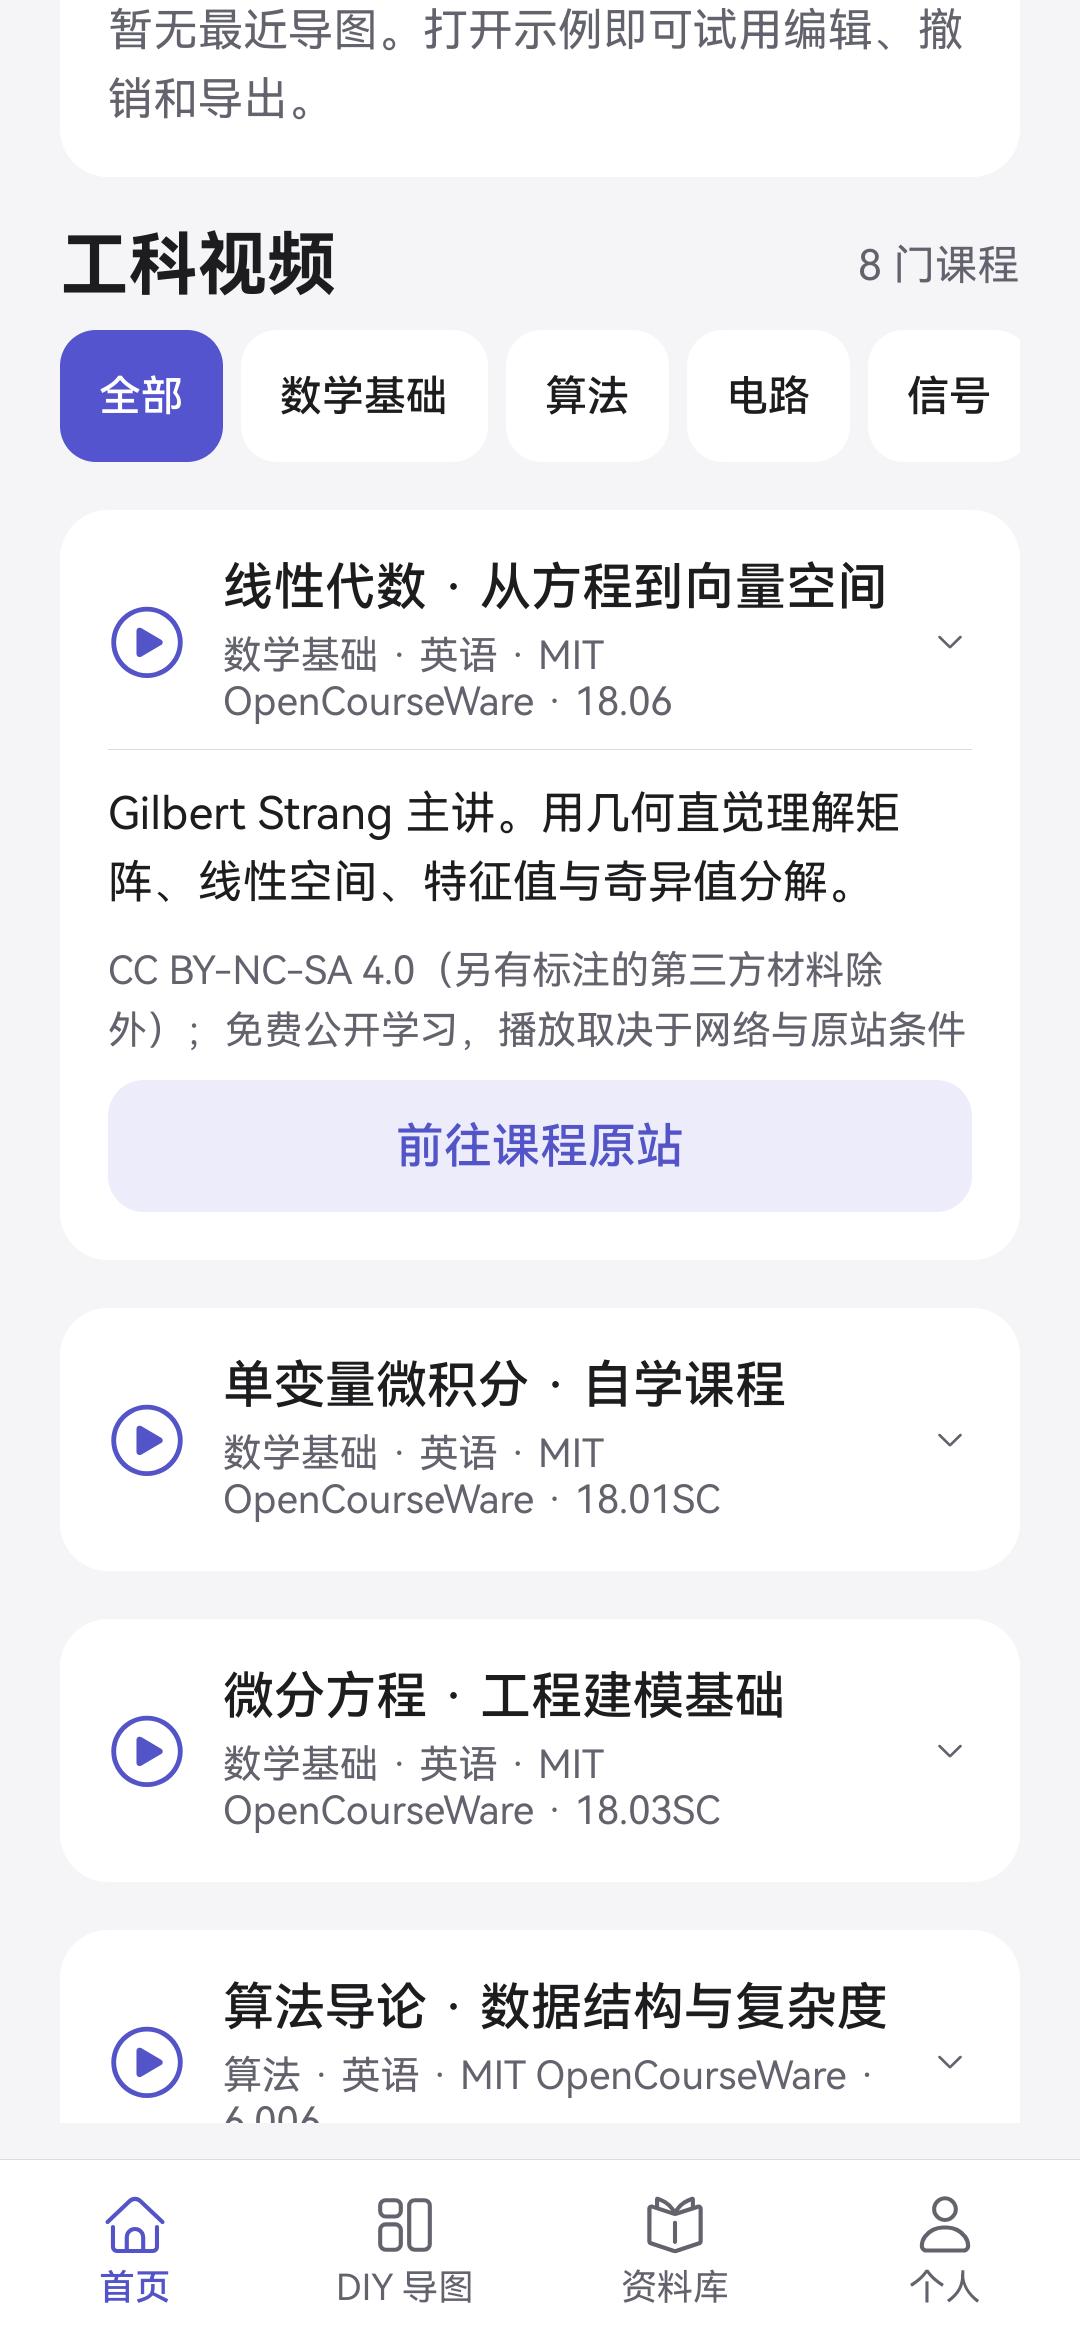 暂无最近导图。打开示例即可试用编辑、撤
销和导出。
工科视频
8 门课程
全部
数学基础
算法
电路
信号
线性代数 · 从方程到向量空间
数学基础 · 英语 · MIT
OpenCourseWare · 18.06
Gilbert Strang 主讲。用几何直觉理解矩
阵、线性空间、特征值与奇异值分解。
CC BY-NC-SA 4.0（另有标注的第三方材料除
外）；免费公开学习，播放取决于网络与原站条件
前往课程原站
单变量微积分 · 自学课程
数学基础 · 英语 · MIT
OpenCourseWare · 18.01SC
微分方程 · 工程建模基础
数学基础 · 英语 · MIT
OpenCourseWare · 18.03SC
算法导论 · 数据结构与复杂度
算法 · 英语 · MIT OpenCourseWare ·
6.006
首页
DIY 导图
资料库
个人